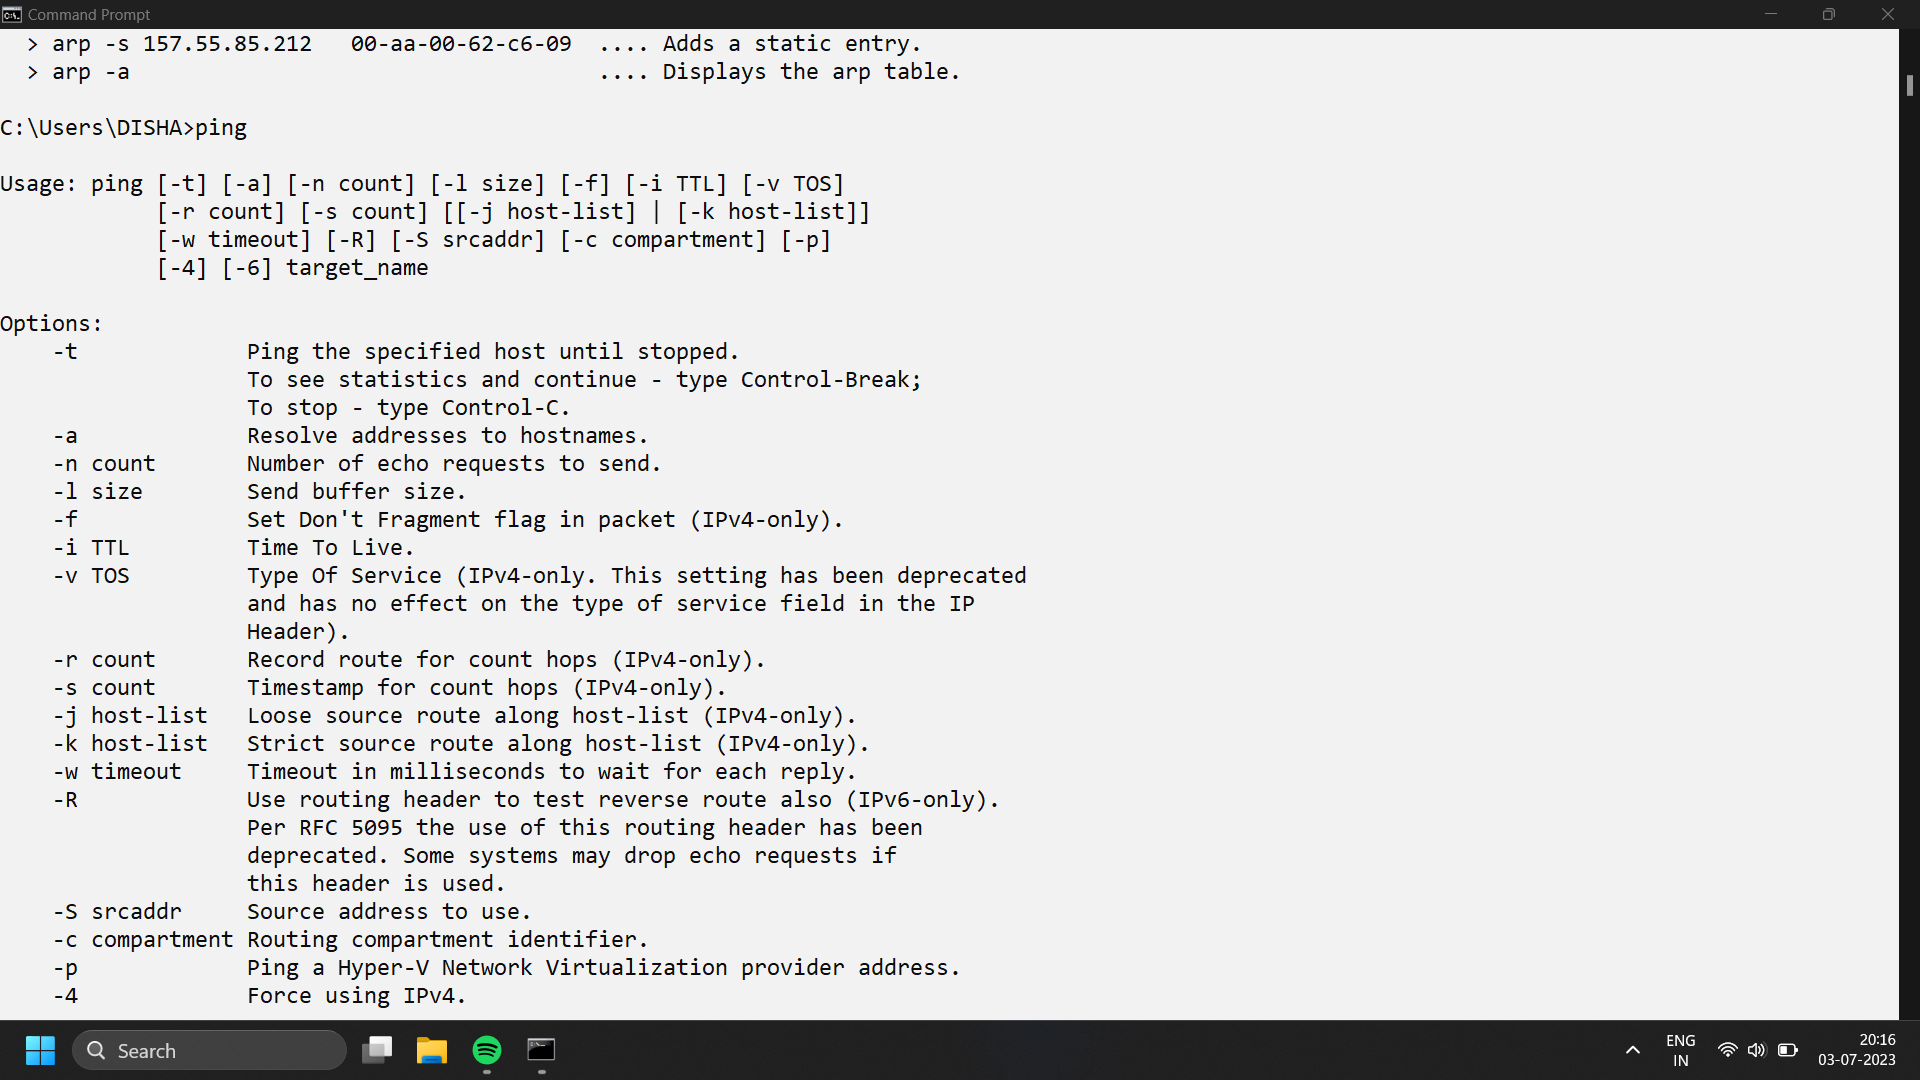 Command Prompt
> arp -s 157.55.85.212   00-aa-00-62-c6-09  .... Adds a static entry.
> arp -a                                    .... Displays the arp table.
C:\Users\DISHA>ping
Usage: ping [-t] [-a] [-n count] [-l size] [-f] [-i TTL] [-v TOS]
            [-r count] [-s count] [[-j host-list] | [-k host-list]]
            [-w timeout] [-R] [-S srcaddr] [-c compartment] [-p]
            [-4] [-6] target_name
Options:
    -t             Ping the specified host until stopped.
                   To see statistics and continue - type Control-Break;
                   To stop - type Control-C.
    -a             Resolve addresses to hostnames.
    -n count       Number of echo requests to send.
    -l size        Send buffer size.
    -f             Set Don't Fragment flag in packet (IPv4-only).
    -i TTL         Time To Live.
    -v TOS         Type Of Service (IPv4-only. This setting has been deprecated
                   and has no effect on the type of service field in the IP
                   Header).
    -r count       Record route for count hops (IPv4-only).
    -s count       Timestamp for count hops (IPv4-only).
    -j host-list   Loose source route along host-list (IPv4-only).
    -k host-list   Strict source route along host-list (IPv4-only).
    -w timeout     Timeout in milliseconds to wait for each reply.
    -R             Use routing header to test reverse route also (IPv6-only).
                   Per RFC 5095 the use of this routing header has been
                   deprecated. Some systems may drop echo requests if
                   this header is used.
    -S srcaddr     Source address to use.
    -c compartment Routing compartment identifier.
    -p             Ping a Hyper-V Network Virtualization provider address.
    -4             Force using IPv4.
Search
ENG
IN
20:16
03-07-2023